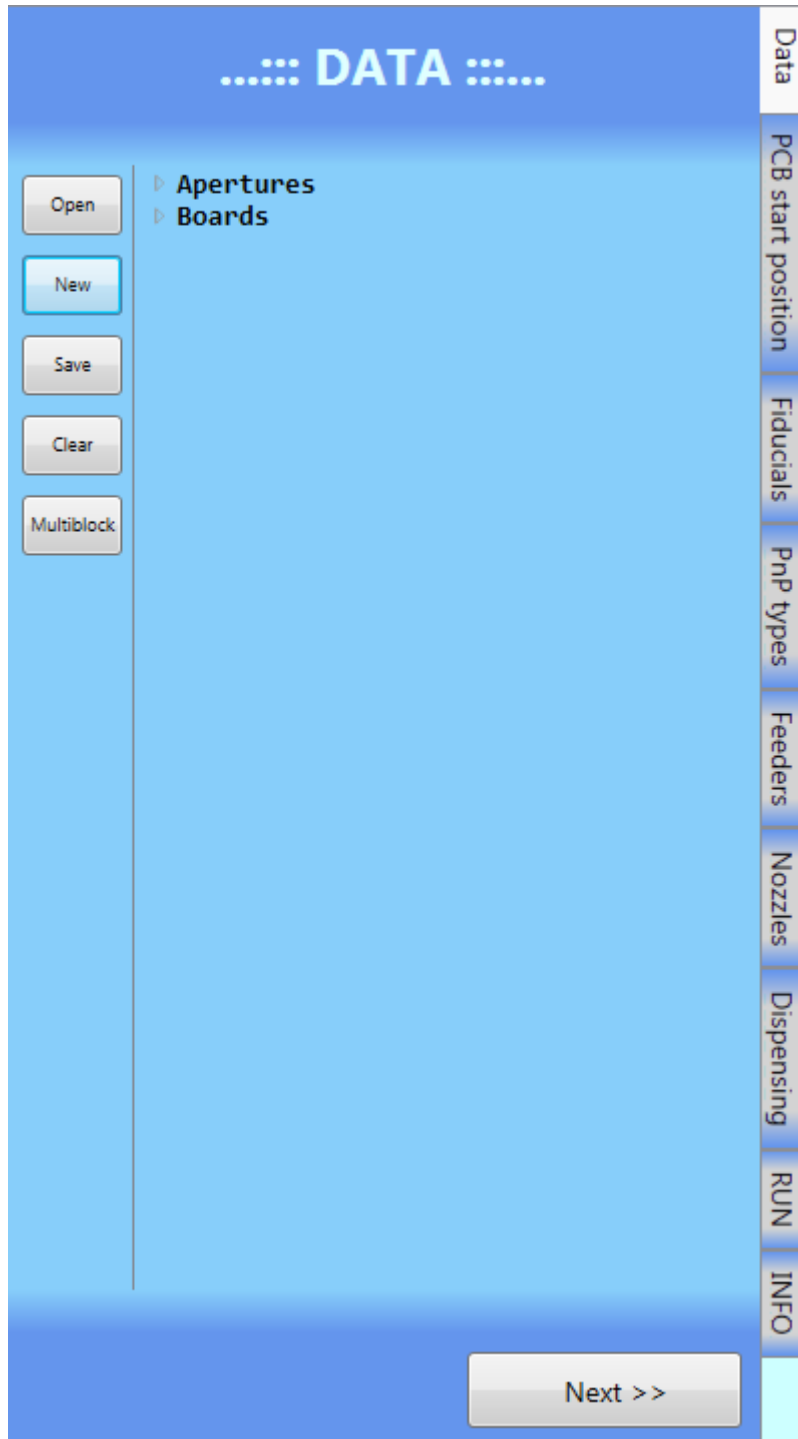 ...::: DATA :::...
Open
New
Save
Clear
Multiblock
Apertures
Boards
Next >>
Data
PCB start position
Fiducials
PnP types
Feeders
Nozzles
Dispensing
RUN
INFO